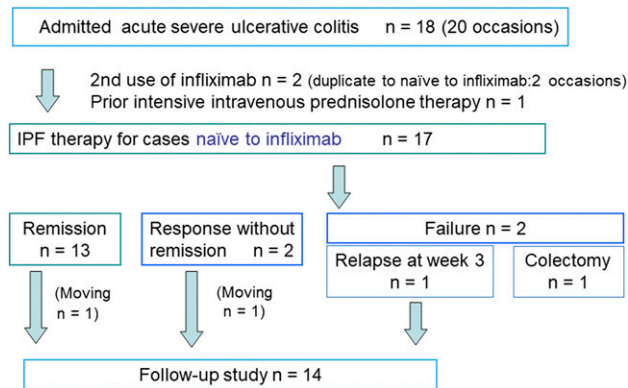 Admitted acute severe ulcerative colitis n = 18 (20 occasions)
2nd use of infliximab n = 2 (duplicate to naïve to infliximab:2 occasions)
Prior intensive intravenous prednisolone therapy n = 1
IPF therapy for cases naïve to infliximab n = 17
Remission
n = 13
Response without
remission n = 2
Failure n = 2
Relapse at week 3
n = 1
Colectomy
n = 1
(Moving
n = 1)
(Moving
n = 1)
Follow-up study n = 14